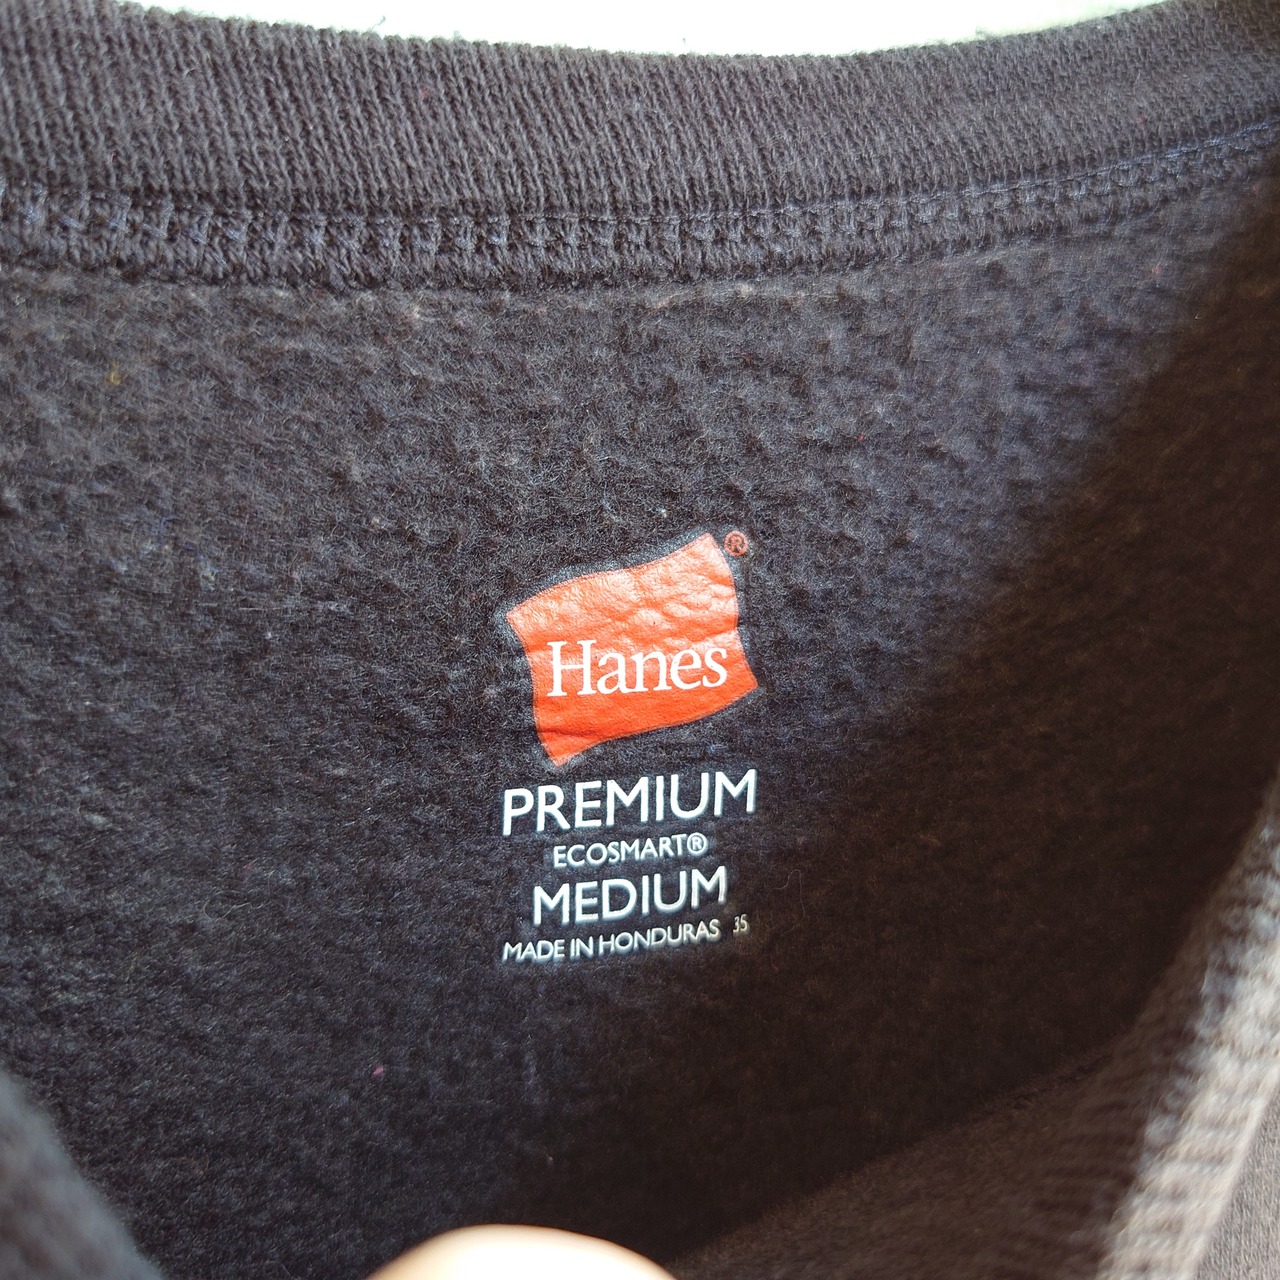 Hanes®
PREMIUM
ECOSMART®
MEDIUM
MADE IN HONDURAS 35